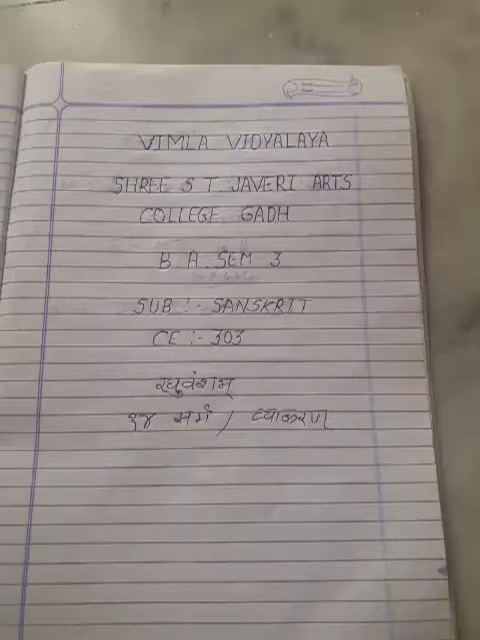 VIMLA VIDYALAYA
SHREE S T JAVERI ARTS
COLLEGE GADH
B.A. SEM 3
SUB :- SANSKRIT
CE :- 303
रघुवंशम्
१४ सर्ग / व्याकरण